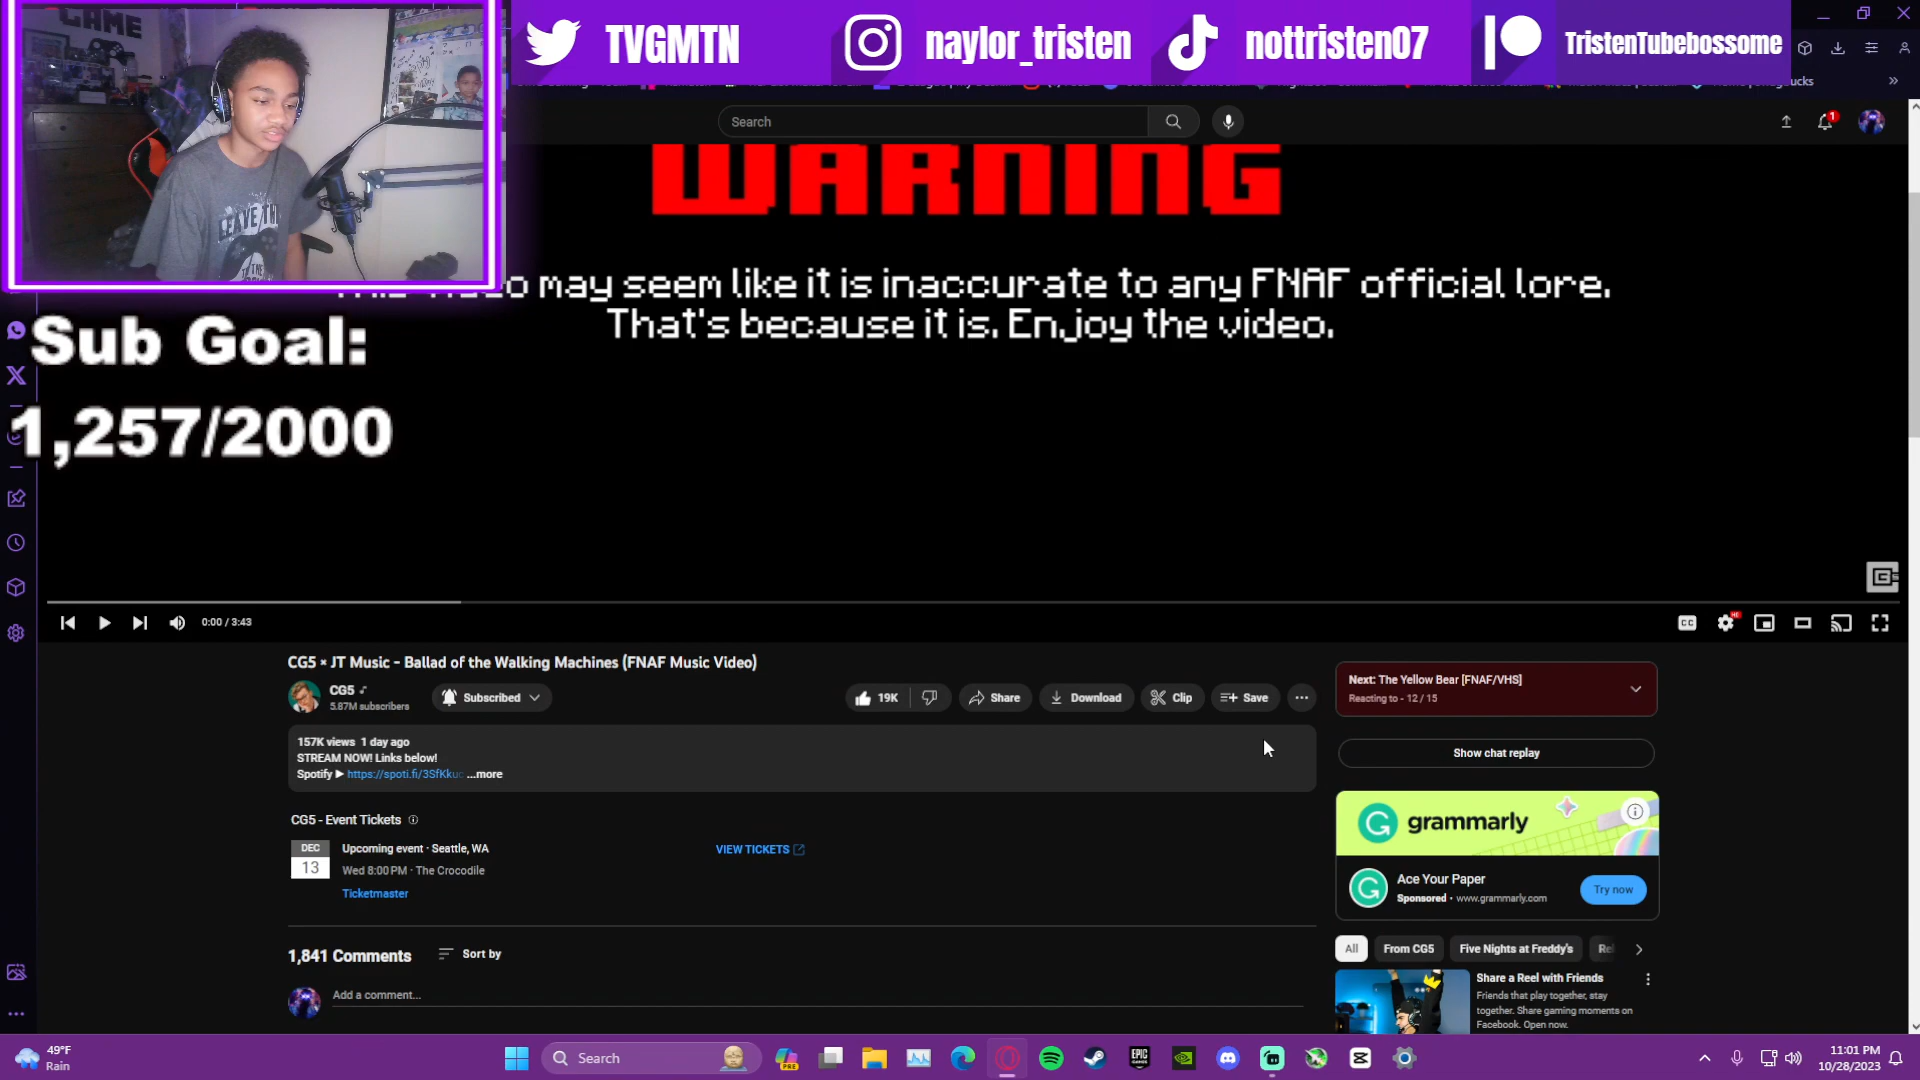 TVGMTN
naylor_tristen
nottristen07
TristenTubebossome
GAME
LEAVE
Search
1
WARNING
may seem like it is inaccurate to any FNAF official lore.
That's because it is. Enjoy the video.
Sub Goal:
1,257/2000
0:00 / 3:43
CC
CG5 × JT Music - Ballad of the Walking Machines (FNAF Music Video)
CG5
5.87M subscribers
Subscribed
19K
Share
Download
Clip
Save
Next: The Yellow Bear [FNAF/VHS]
Reacting to - 12 / 15
157K views 1 day ago
STREAM NOW! Links below!
Spotify ▶ https://spoti.fi/3SfKkuc ...more
Show chat replay
CG5 - Event Tickets
DEC
13
Upcoming event · Seattle, WA
Wed 8:00 PM · The Crocodile
Ticketmaster
VIEW TICKETS
grammarly
Ace Your Paper
Sponsored · www.grammarly.com
Try now
1,841 Comments
Sort by
Add a comment...
All
From CG5
Five Nights at Freddy's
Share a Reel with Friends
Friends that play together, stay
together. Share gaming moments on
Facebook. Open now.
49°F
Rain
Search
PRE
EPIC
11:01 PM
10/28/2023